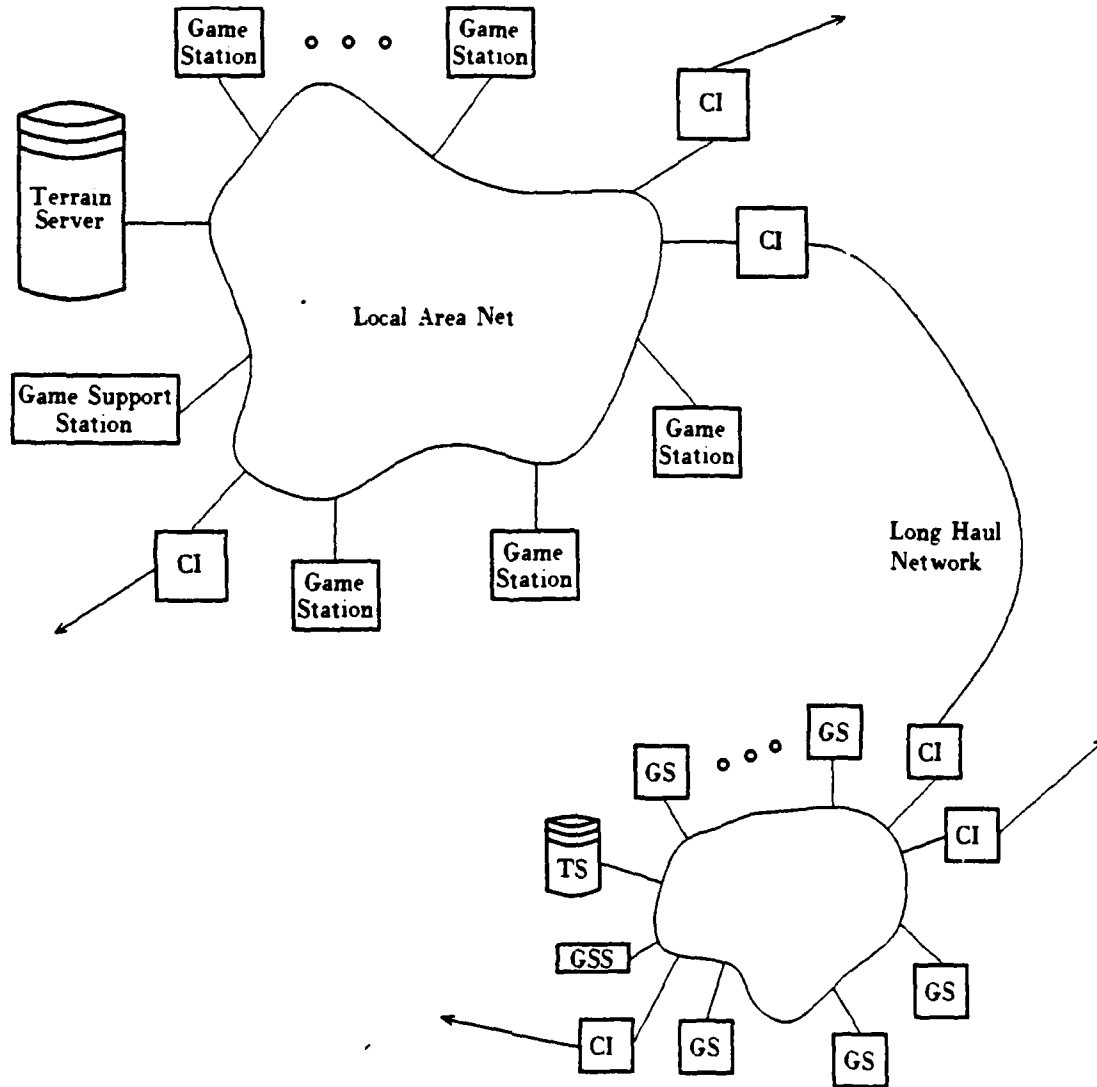 Game
Station
Game
Station
CI
Terrain
Server
CI
Local Area Net
Game Support
Station
Game
Station
CI
Game
Station
Game
Station
Long Haul
Network
GS
GS
CI
CI
TS
GSS
GS
CI
GS
GS